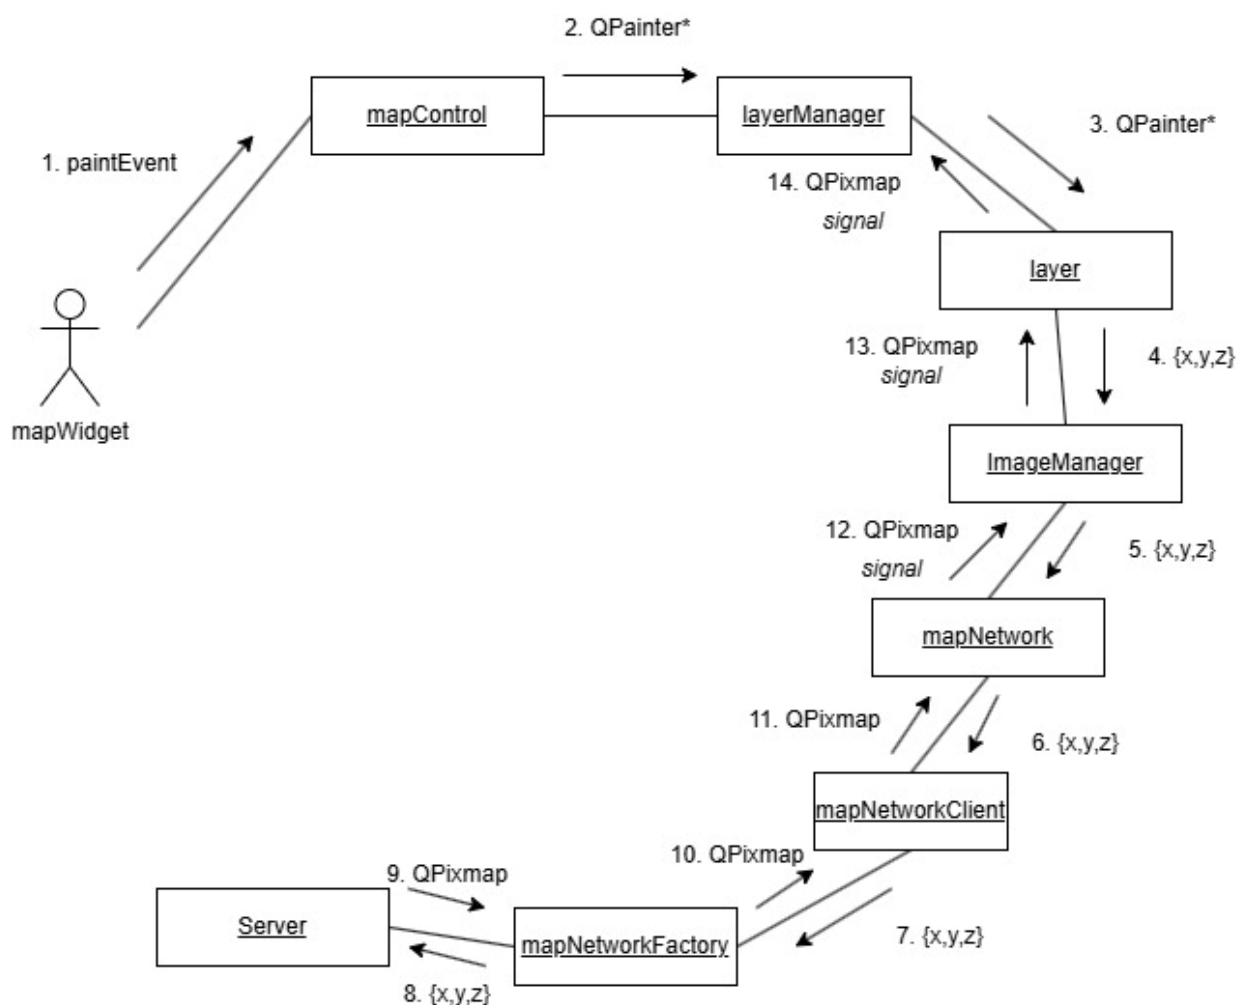 2. QPainter*
mapControl
layerManager
3. QPainter*
1. paintEvent
14. QPixmap
signal
layer
13. QPixmap
signal
4. {x,y,z}
mapWidget
ImageManager
12. QPixmap
signal
5. {x,y,z}
mapNetwork
11. QPixmap
6. {x,y,z}
mapNetworkClient
10. QPixmap
9. QPixmap
Server
mapNetworkFactory
7. {x,y,z}
8. {x,y,z}